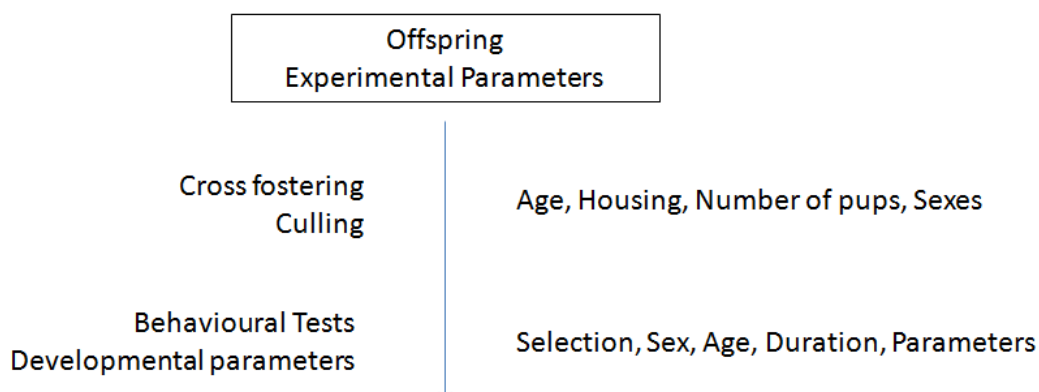 Offspring
Experimental Parameters
Cross fostering
Culling
Age, Housing, Number of pups, Sexes
Behavioural Tests
Developmental parameters
Selection, Sex, Age, Duration, Parameters